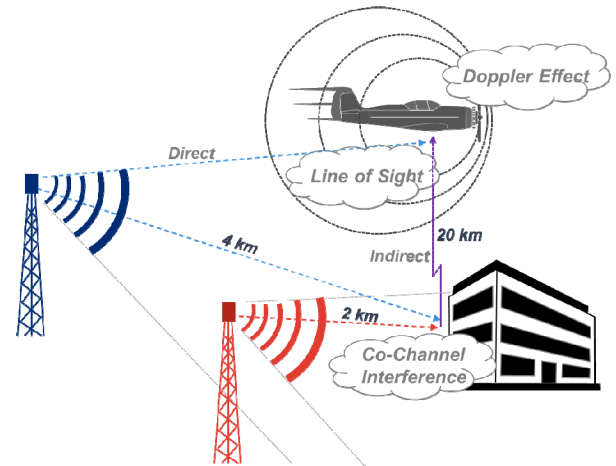 Doppler Effect
Direct
Line of Sight
4 km
20 km
Indirect
2 km
Co-Channel
Interference